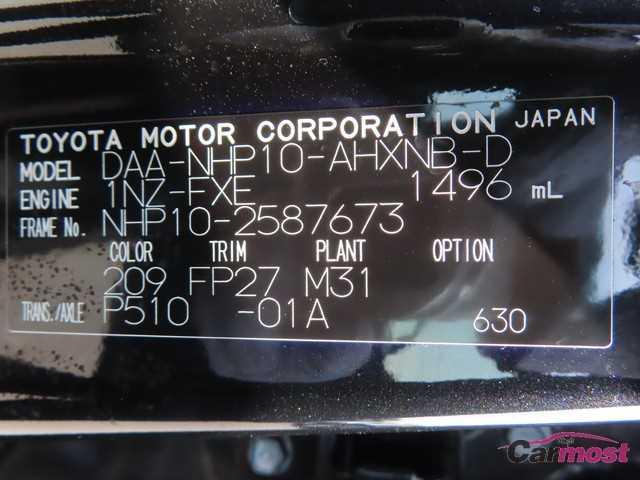 TOYOTA MOTOR CORPORATION JAPAN
MODEL DAA-NHP10-AHXNB-D
ENGINE 1NZ-FXE 1496 mL
FRAME No. NHP10-2587673
COLOR TRIM PLANT OPTION
209 FP27 M31
TRANS./AXLE P510 -01A 630
Carmost